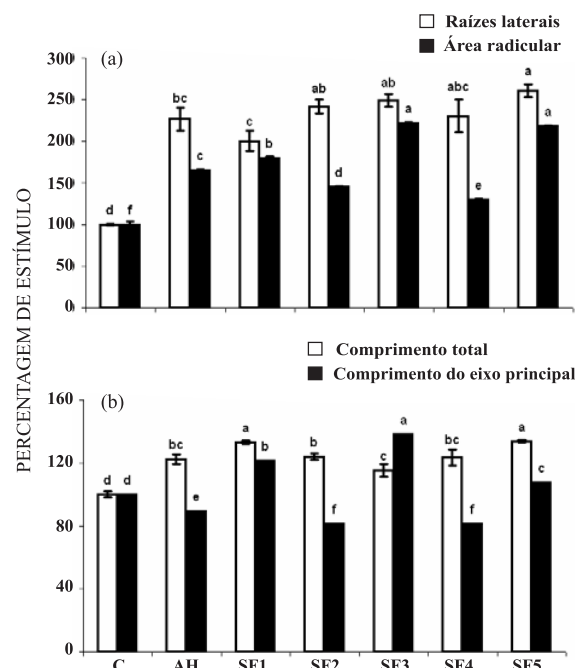 Raízes laterais
Área radicular
PERCENTAGEM DE ESTÍMULO
300
(a)
250
200
150
100
50
0
d f
bc c
c b
ab d
ab a
abc e
a a
Comprimento total
Comprimento do eixo principal
160
(b)
120
80
40
0
d d
bc e
a b
b f
c a
bc f
a c
C AH SF1 SF2 SF3 SF4 SF5